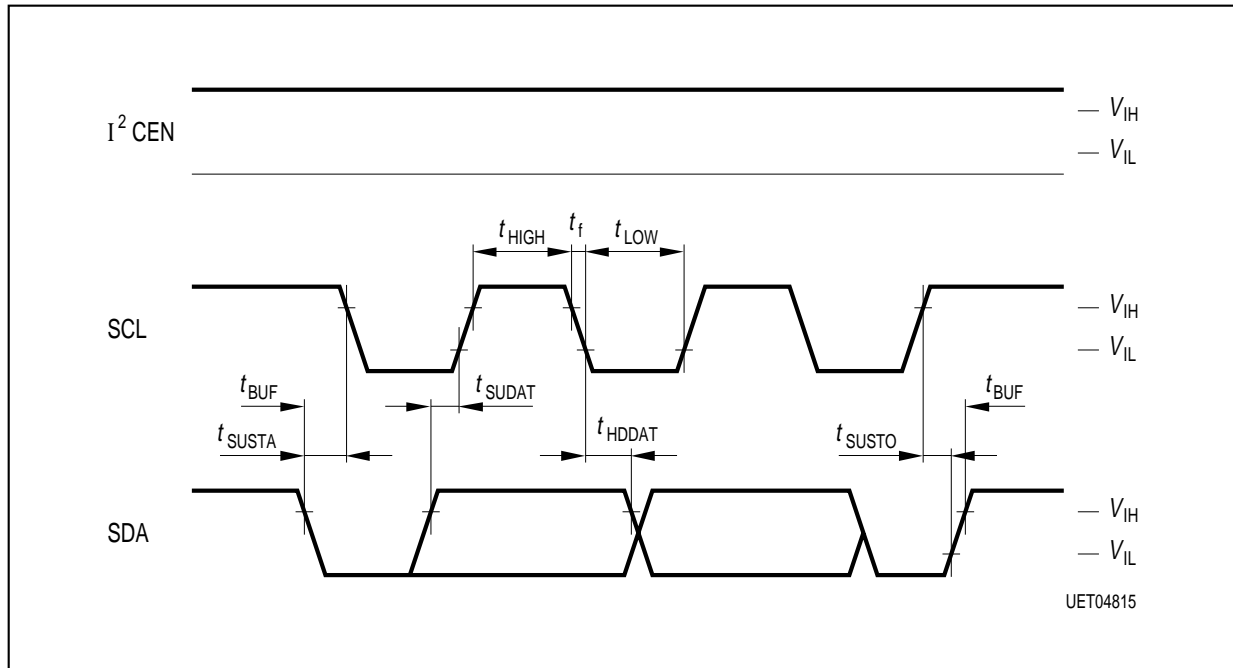 I² CEN
V_IH
V_IL
t_HIGH
t_f
t_LOW
SCL
V_IH
V_IL
t_BUF
t_SUDAT
t_BUF
t_SUSTA
t_HDDAT
t_SUSTO
SDA
V_IH
V_IL
UET04815